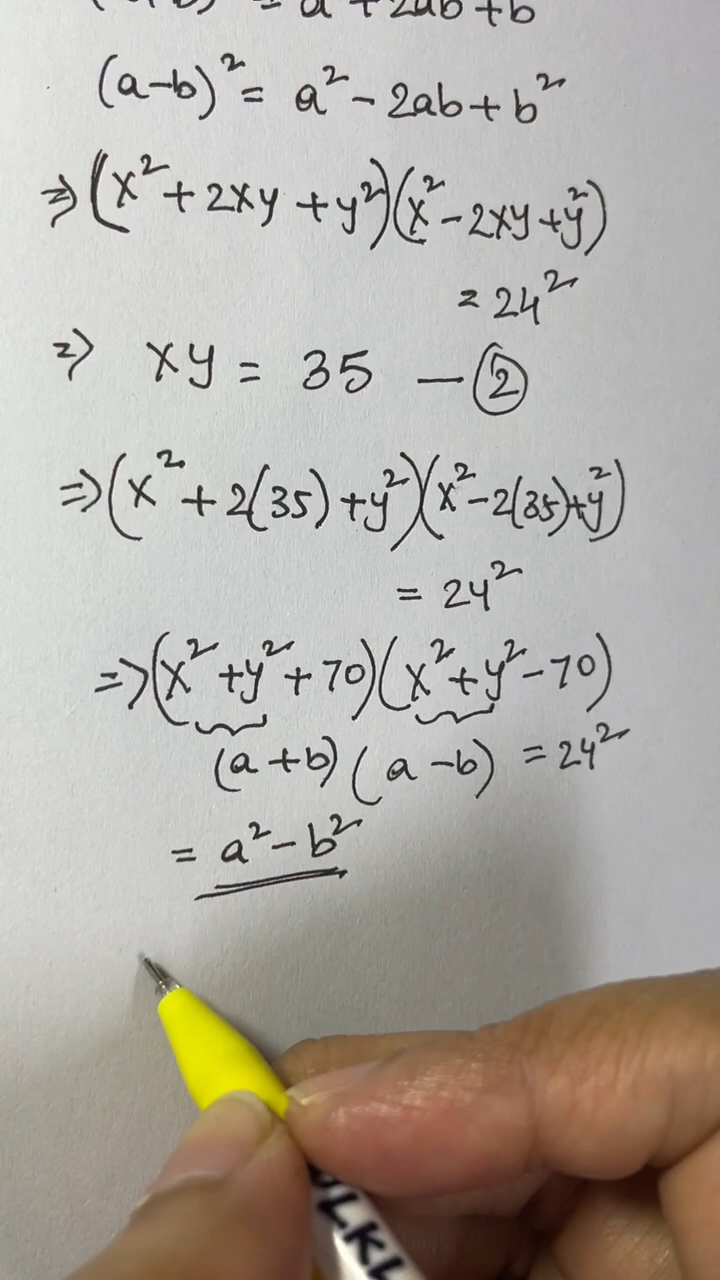 = a + 2ab + b
(a-b)² = a² - 2ab + b²
⇒ (x² + 2xy + y²)(x² - 2xy + y²)
= 24²
⇒ xy = 35 — ②
⇒ (x² + 2(35) + y²)(x² - 2(35) + y²)
= 24²
⇒ (x² + y² + 70)(x² + y² - 70)
(a + b) (a - b) = 24²
= a² - b²